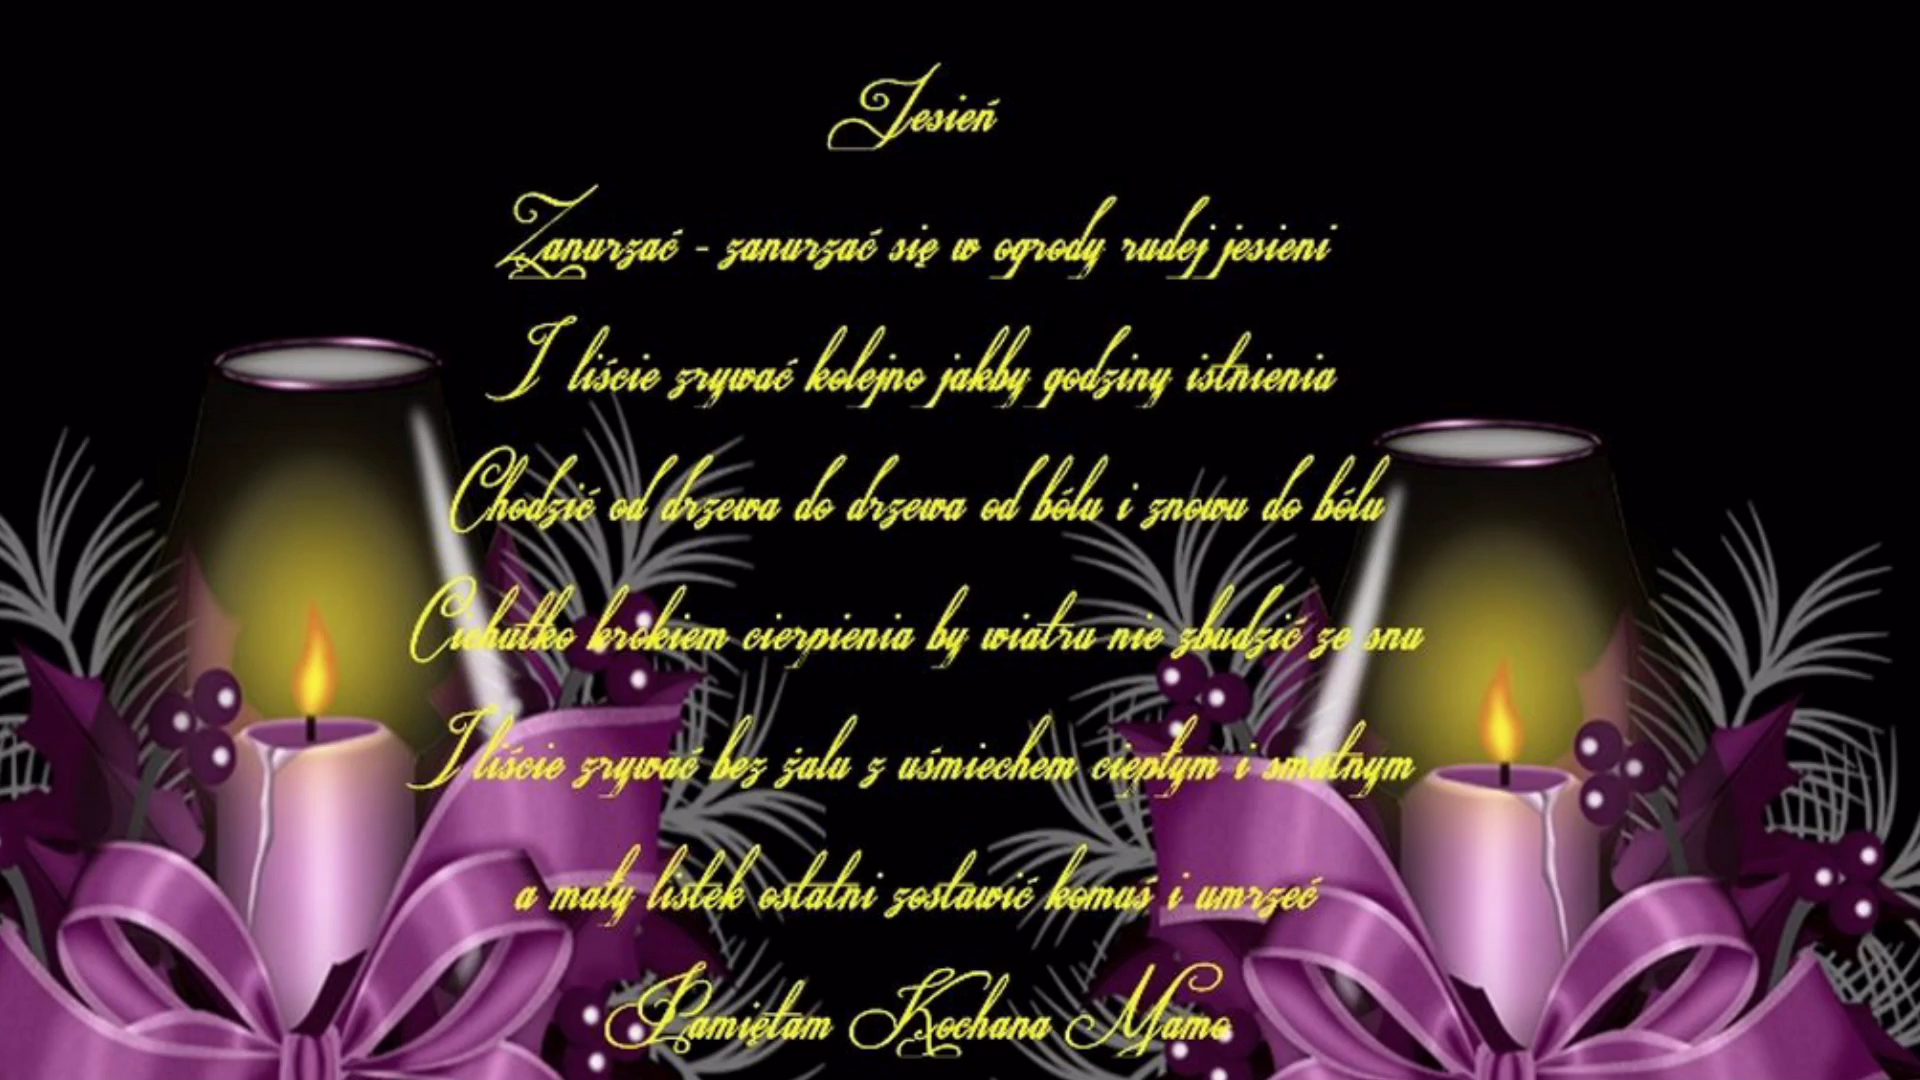 Jesień
Zanurzać - zanurzać się w ogrody rudej jesieni
I liście zrywać kolejno jakby godziny istnienia
Chodzić od drzewa do drzewa od bólu i znowu do bólu
Cichutko krokiem cierpienia by wiatru nie zbudzić ze snu
I liście zrywać bez żalu z uśmiechem ciepłym i smutnym
a mały listek ostatni zostawić komuś i umrzeć
Pamiętam Kochana Mamo